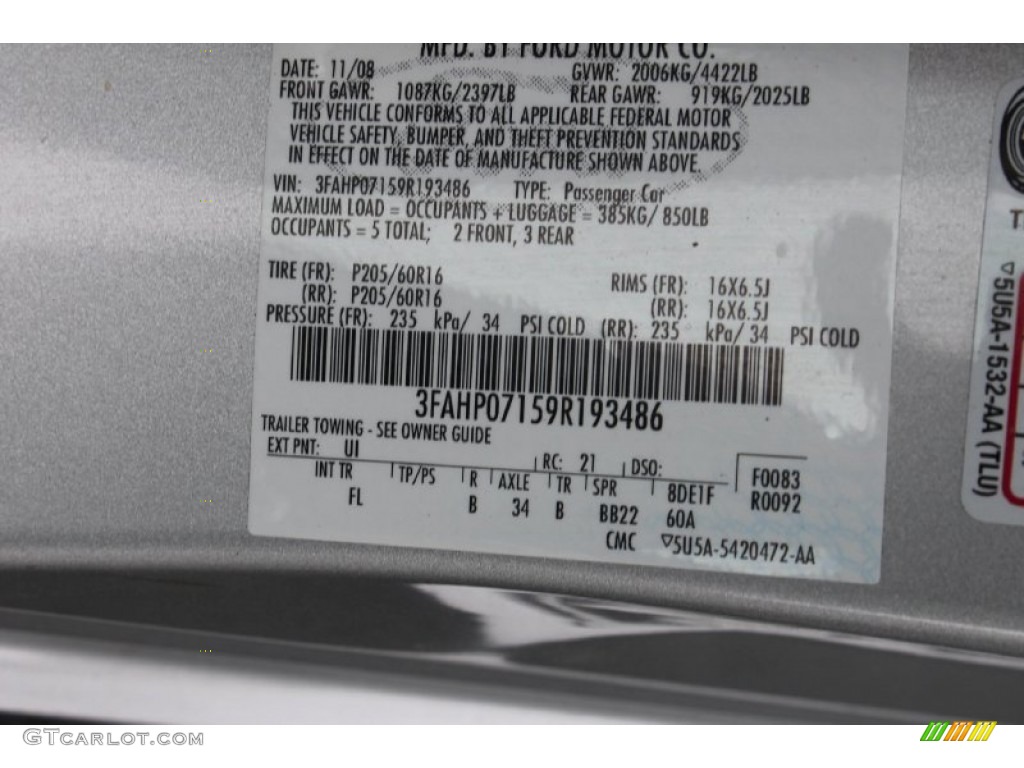 MFD. BY FORD MOTOR CO.
DATE: 11/08 GVWR: 2006KG/4422LB
FRONT GAWR: 1087KG/2397LB REAR GAWR: 919KG/2025LB
THIS VEHICLE CONFORMS TO ALL APPLICABLE FEDERAL MOTOR
VEHICLE SAFETY, BUMPER, AND THEFT PREVENTION STANDARDS
IN EFFECT ON THE DATE OF MANUFACTURE SHOWN ABOVE.
VIN: 3FAHP07159R193486 TYPE: Passenger Car
MAXIMUM LOAD = OCCUPANTS + LUGGAGE = 385KG/ 850LB
OCCUPANTS = 5 TOTAL; 2 FRONT, 3 REAR
TIRE (FR): P205/60R16 RIMS (FR): 16X6.5J
(RR): P205/60R16 (RR): 16X6.5J
PRESSURE (FR): 235 kPa/ 34 PSI COLD (RR): 235 kPa/ 34 PSI COLD
3FAHP07159R193486
TRAILER TOWING - SEE OWNER GUIDE
EXT PNT: UI RC: 21 DSO: F0083
INT TR TP/PS R AXLE TR SPR 8DE1F R0092
FL B 34 B BB22 60A
CMC ▽5U5A-5420472-AA
T
▽5U5A-1532-AA (TLU)
GTcarlot.com